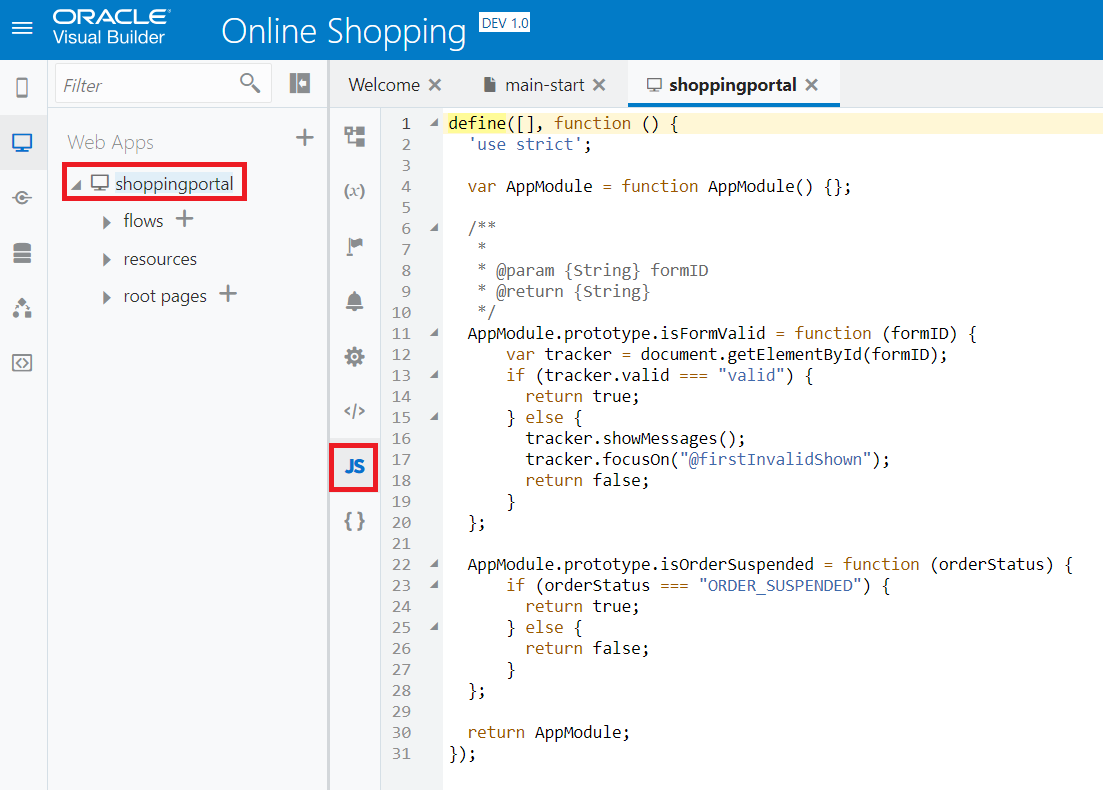 ORACLE®
Visual Builder
Online Shopping
DEV 1.0
Filter
Welcome
main-start
shoppingportal
Web Apps
shoppingportal
flows
resources
root pages
(x)
</>
JS
{ }
1 define([], function () {
2   'use strict';
3
4   var AppModule = function AppModule() {};
5
6   /**
7    *
8    * @param {String} formID
9    * @return {String}
10    */
11   AppModule.prototype.isFormValid = function (formID) {
12       var tracker = document.getElementById(formID);
13       if (tracker.valid === "valid") {
14         return true;
15       } else {
16         tracker.showMessages();
17         tracker.focusOn("@firstInvalidShown");
18         return false;
19       }
20   };
21
22   AppModule.prototype.isOrderSuspended = function (orderStatus) {
23       if (orderStatus === "ORDER_SUSPENDED") {
24         return true;
25       } else {
26         return false;
27       }
28   };
29
30   return AppModule;
31 });